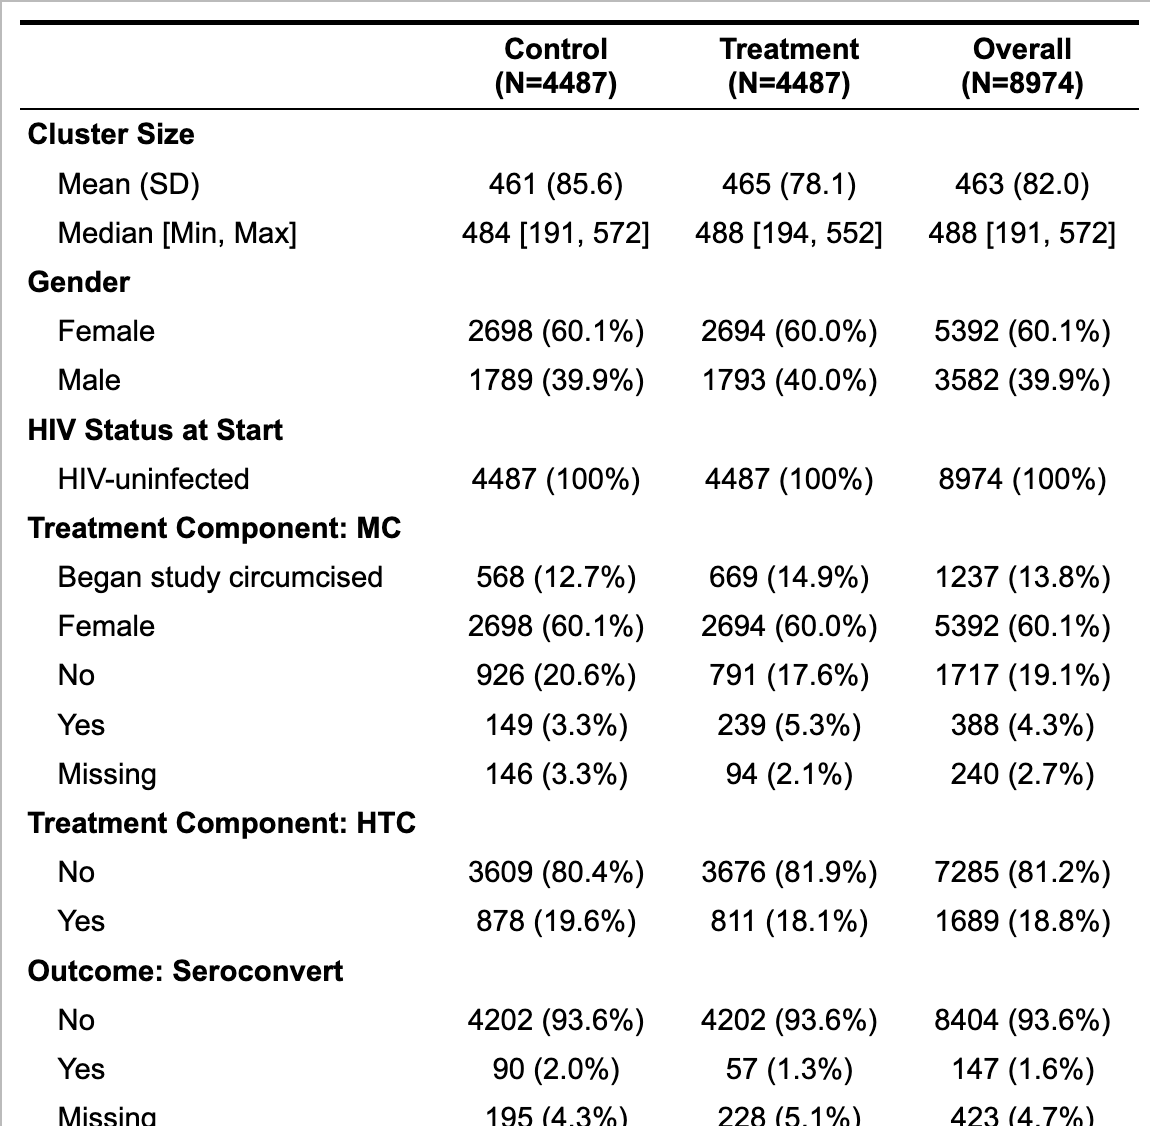 Control Treatment Overall
(N=4487) (N=4487) (N=8974)
Cluster Size
Mean (SD) 461 (85.6) 465 (78.1) 463 (82.0)
Median [Min, Max] 484 [191, 572] 488 [194, 552] 488 [191, 572]
Gender
Female 2698 (60.1%) 2694 (60.0%) 5392 (60.1%)
Male 1789 (39.9%) 1793 (40.0%) 3582 (39.9%)
HIV Status at Start
HIV-uninfected 4487 (100%) 4487 (100%) 8974 (100%)
Treatment Component: MC
Began study circumcised 568 (12.7%) 669 (14.9%) 1237 (13.8%)
Female 2698 (60.1%) 2694 (60.0%) 5392 (60.1%)
No 926 (20.6%) 791 (17.6%) 1717 (19.1%)
Yes 149 (3.3%) 239 (5.3%) 388 (4.3%)
Missing 146 (3.3%) 94 (2.1%) 240 (2.7%)
Treatment Component: HTC
No 3609 (80.4%) 3676 (81.9%) 7285 (81.2%)
Yes 878 (19.6%) 811 (18.1%) 1689 (18.8%)
Outcome: Seroconvert
No 4202 (93.6%) 4202 (93.6%) 8404 (93.6%)
Yes 90 (2.0%) 57 (1.3%) 147 (1.6%)
Missing 195 (4.3%) 228 (5.1%) 423 (4.7%)